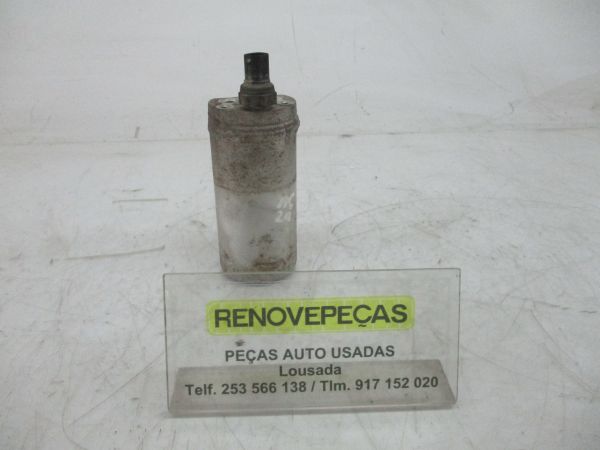 RENOVEPEÇAS
PEÇAS AUTO USADAS
Lousada
Telf. 253 566 138 / Tlm. 917 152 020